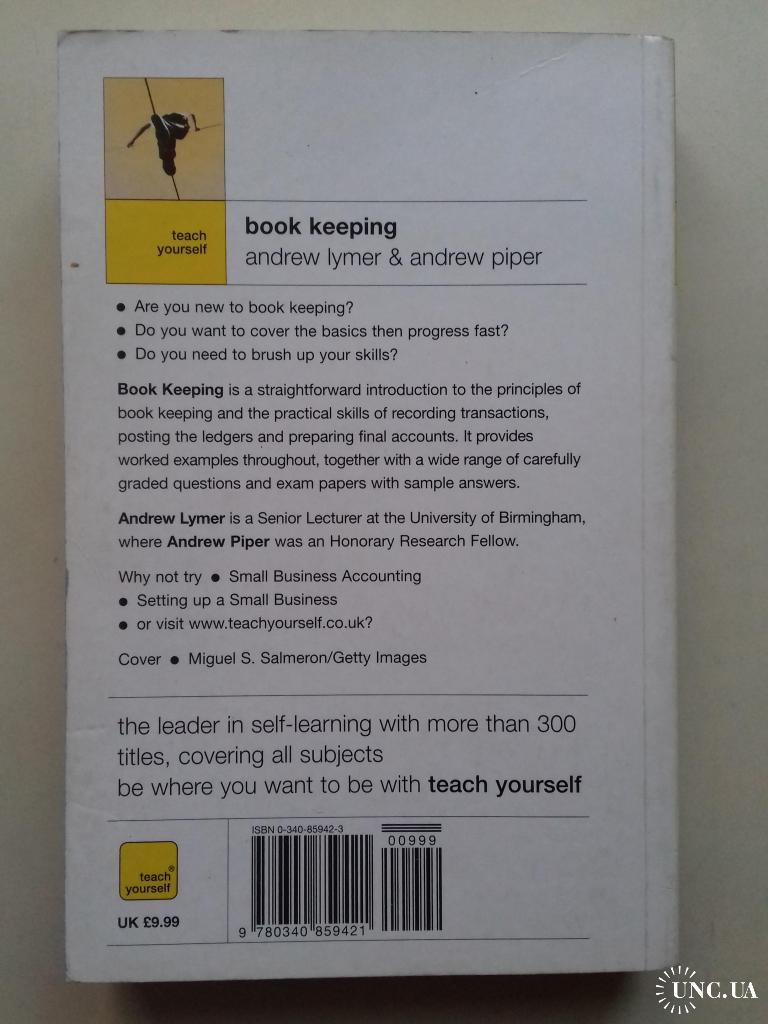 teach
yourself
book keeping
andrew lymer & andrew piper
● Are you new to book keeping?
● Do you want to cover the basics then progress fast?
● Do you need to brush up your skills?
Book Keeping is a straightforward introduction to the principles of
book keeping and the practical skills of recording transactions,
posting the ledgers and preparing final accounts. It provides
worked examples throughout, together with a wide range of carefully
graded questions and exam papers with sample answers.
Andrew Lymer is a Senior Lecturer at the University of Birmingham,
where Andrew Piper was an Honorary Research Fellow.
Why not try ● Small Business Accounting
● Setting up a Small Business
● or visit www.teachyourself.co.uk?
Cover ● Miguel S. Salmeron/Getty Images
the leader in self-learning with more than 300
titles, covering all subjects
be where you want to be with teach yourself
teach
yourself®
UK £9.99
ISBN 0-340-85942-3
00999
9 780340 859421
UNC.UA